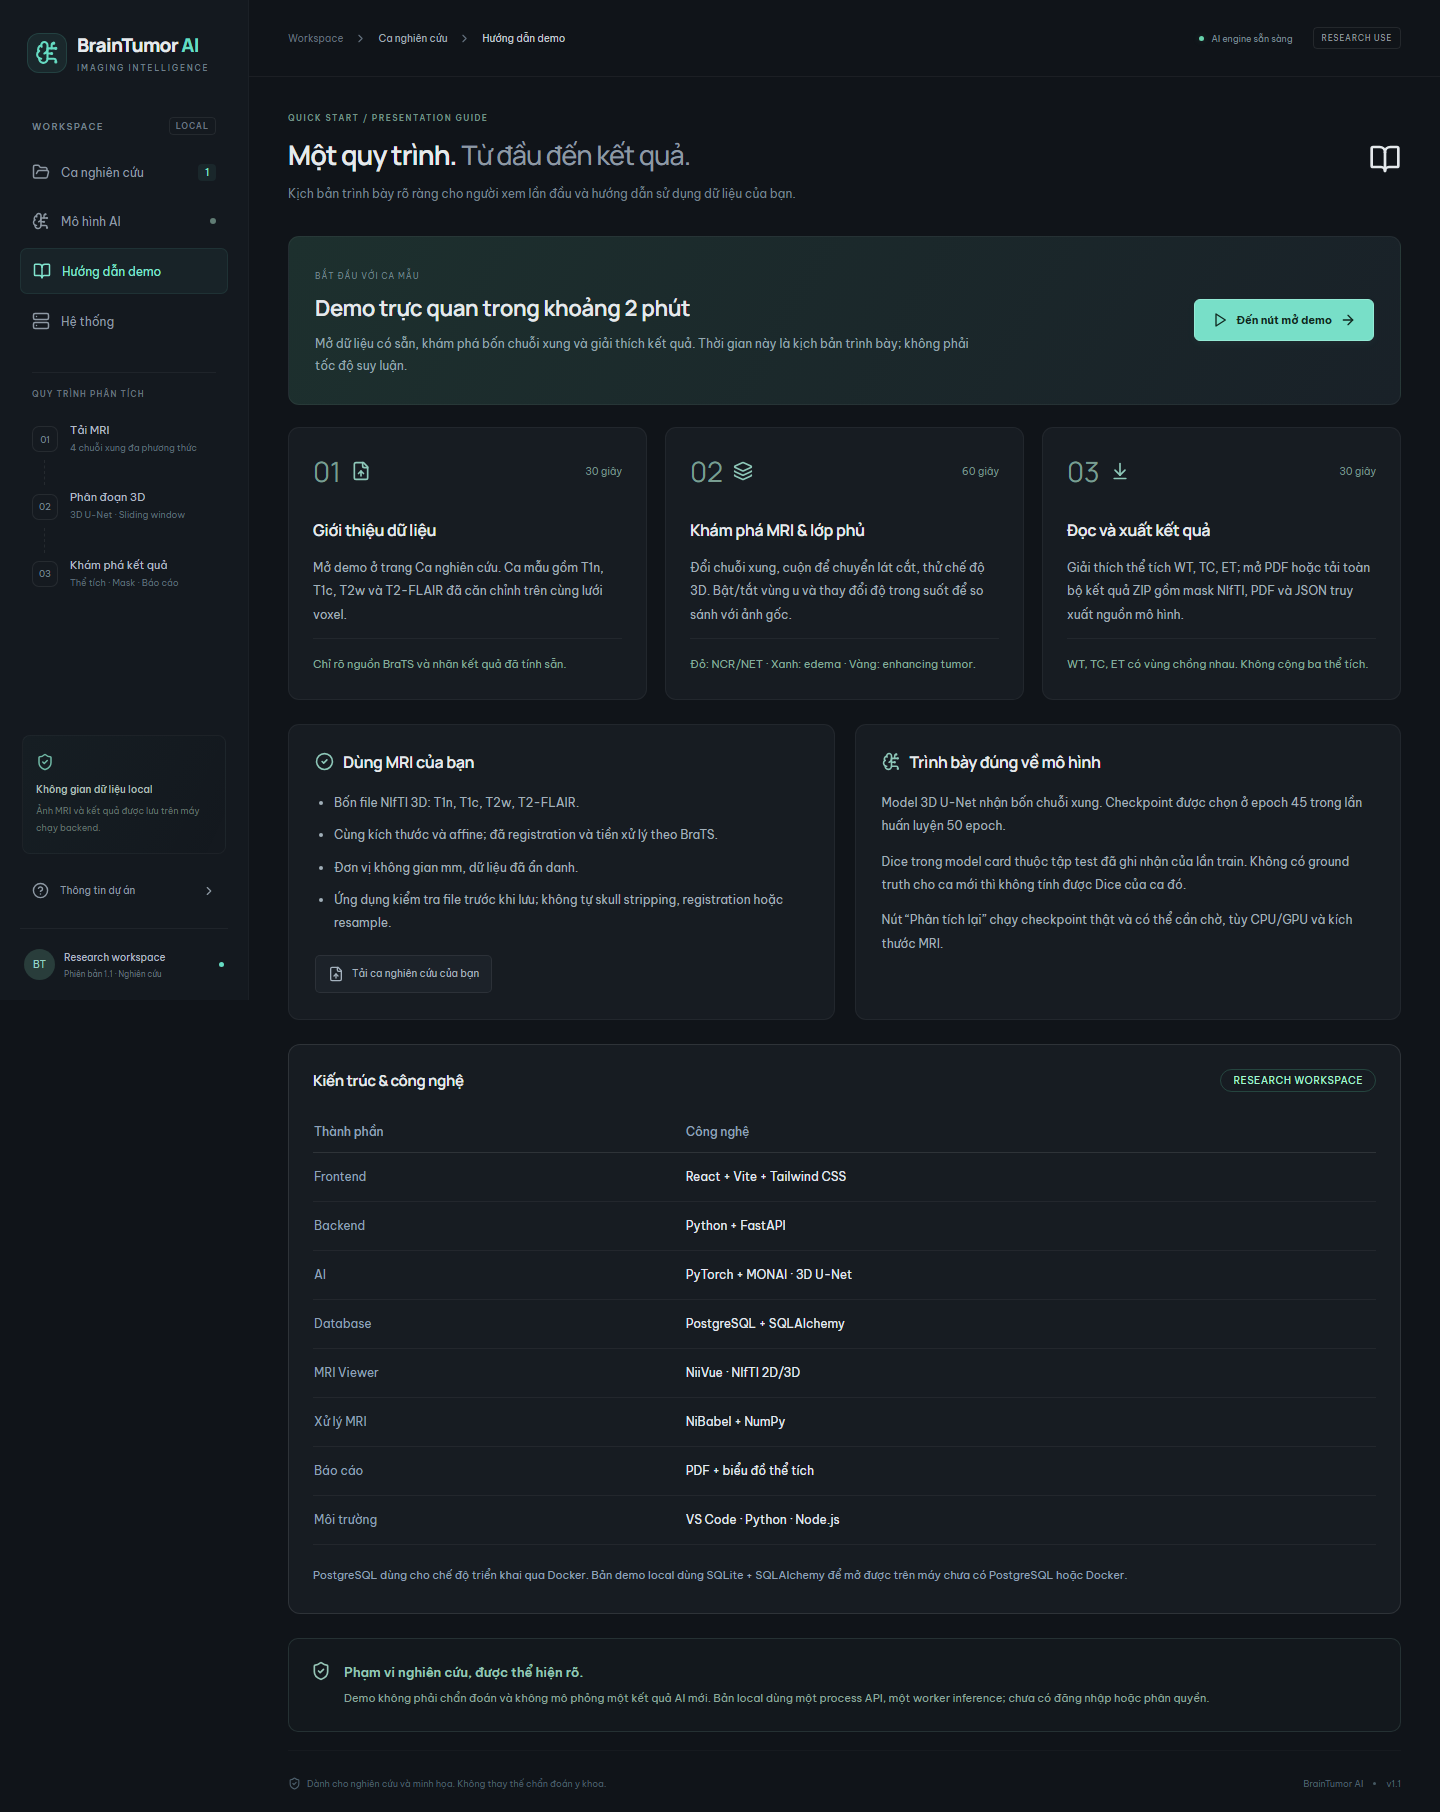 BrainTumor AI
IMAGING INTELLIGENCE
WORKSPACE
LOCAL
Ca nghiên cứu
1
Mô hình AI
Hướng dẫn demo
Hệ thống
QUY TRÌNH PHÂN TÍCH
01
Tải MRI
4 chuỗi xung đa phương thức
02
Phân đoạn 3D
3D U-Net · Sliding window
03
Khám phá kết quả
Thể tích · Mask · Báo cáo
Không gian dữ liệu local
Ảnh MRI và kết quả được lưu trên máy
chạy backend.
Thông tin dự án
BT
Research workspace
Phiên bản 1.1 · Nghiên cứu
Workspace
Ca nghiên cứu
Hướng dẫn demo
AI engine sẵn sàng
RESEARCH USE
QUICK START / PRESENTATION GUIDE
Một quy trình. Từ đầu đến kết quả.
Kịch bản trình bày rõ ràng cho người xem lần đầu và hướng dẫn sử dụng dữ liệu của bạn.
BẮT ĐẦU VỚI CA MẪU
Demo trực quan trong khoảng 2 phút
Mở dữ liệu có sẵn, khám phá bốn chuỗi xung và giải thích kết quả. Thời gian này là kịch bản trình bày; không phải
tốc độ suy luận.
Đến nút mở demo
01
30 giây
Giới thiệu dữ liệu
Mở demo ở trang Ca nghiên cứu. Ca mẫu gồm T1n,
T1c, T2w và T2-FLAIR đã căn chỉnh trên cùng lưới
voxel.
Chỉ rõ nguồn BraTS và nhãn kết quả đã tính sẵn.
02
60 giây
Khám phá MRI & lớp phủ
Đổi chuỗi xung, cuộn để chuyển lát cắt, thử chế độ
3D. Bật/tắt vùng u và thay đổi độ trong suốt để so
sánh với ảnh gốc.
Đỏ: NCR/NET · Xanh: edema · Vàng: enhancing tumor.
03
30 giây
Đọc và xuất kết quả
Giải thích thể tích WT, TC, ET; mở PDF hoặc tải toàn
bộ kết quả ZIP gồm mask NIfTI, PDF và JSON truy
xuất nguồn mô hình.
WT, TC, ET có vùng chồng nhau. Không cộng ba thể tích.
Dùng MRI của bạn
• Bốn file NIfTI 3D: T1n, T1c, T2w, T2-FLAIR.
• Cùng kích thước và affine; đã registration và tiền xử lý theo BraTS.
• Đơn vị không gian mm, dữ liệu đã ẩn danh.
• Ứng dụng kiểm tra file trước khi lưu; không tự skull stripping, registration hoặc
resample.
Tải ca nghiên cứu của bạn
Trình bày đúng về mô hình
Model 3D U-Net nhận bốn chuỗi xung. Checkpoint được chọn ở epoch 45 trong lần
huấn luyện 50 epoch.
Dice trong model card thuộc tập test đã ghi nhận của lần train. Không có ground
truth cho ca mới thì không tính được Dice của ca đó.
Nút “Phân tích lại” chạy checkpoint thật và có thể cần chờ, tùy CPU/GPU và kích
thước MRI.
Kiến trúc & công nghệ
RESEARCH WORKSPACE
Thành phần
Công nghệ
Frontend
React + Vite + Tailwind CSS
Backend
Python + FastAPI
AI
PyTorch + MONAI · 3D U-Net
Database
PostgreSQL + SQLAlchemy
MRI Viewer
NiiVue · NIfTI 2D/3D
Xử lý MRI
NiBabel + NumPy
Báo cáo
PDF + biểu đồ thể tích
Môi trường
VS Code · Python · Node.js
PostgreSQL dùng cho chế độ triển khai qua Docker. Bản demo local dùng SQLite + SQLAlchemy để mở được trên máy chưa có PostgreSQL hoặc Docker.
Phạm vi nghiên cứu, được thể hiện rõ.
Demo không phải chẩn đoán và không mô phỏng một kết quả AI mới. Bản local dùng một process API, một worker inference; chưa có đăng nhập hoặc phân quyền.
Dành cho nghiên cứu và minh họa. Không thay thế chẩn đoán y khoa.
BrainTumor AI • v1.1